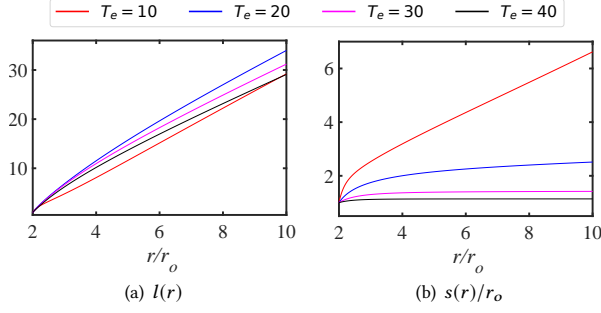 T_e = 10 T_e = 20 T_e = 30 T_e = 40
30
20
10
2 4 6 8 10
r/r_o
(a) l(r)
6
4
2
2 4 6 8 10
r/r_o
(b) s(r)/r_o